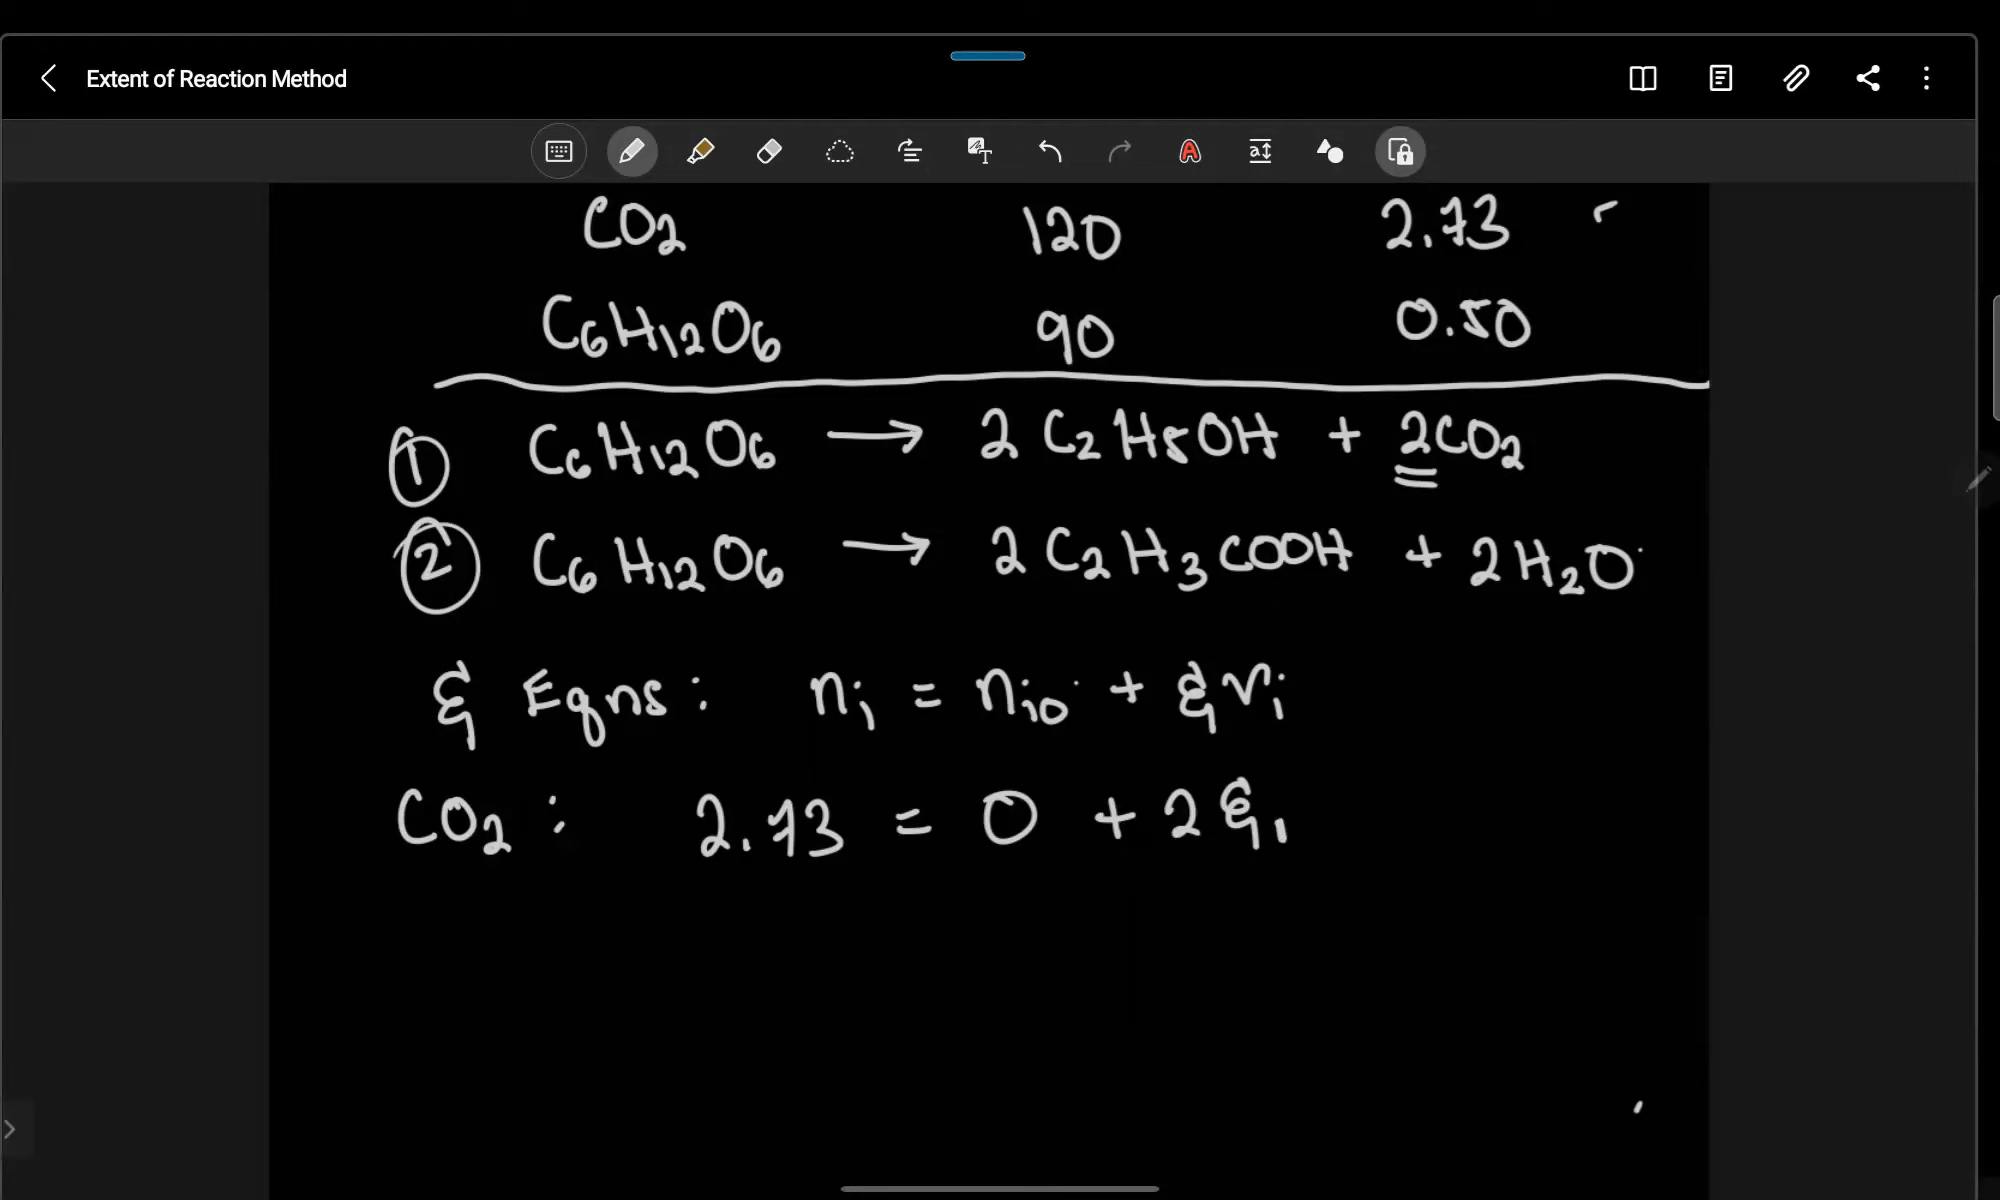 Extent of Reaction Method
CO₂ 120 2.73
C₆H₁₂O₆ 90 0.50
① C₆H₁₂O₆ → 2 C₂H₅OH + 2CO₂
② C₆H₁₂O₆ → 2 C₂H₃COOH + 2H₂O
ξ Eqns: nᵢ = nᵢ₀ + ξνᵢ
CO₂: 2.73 = 0 + 2ξ₁